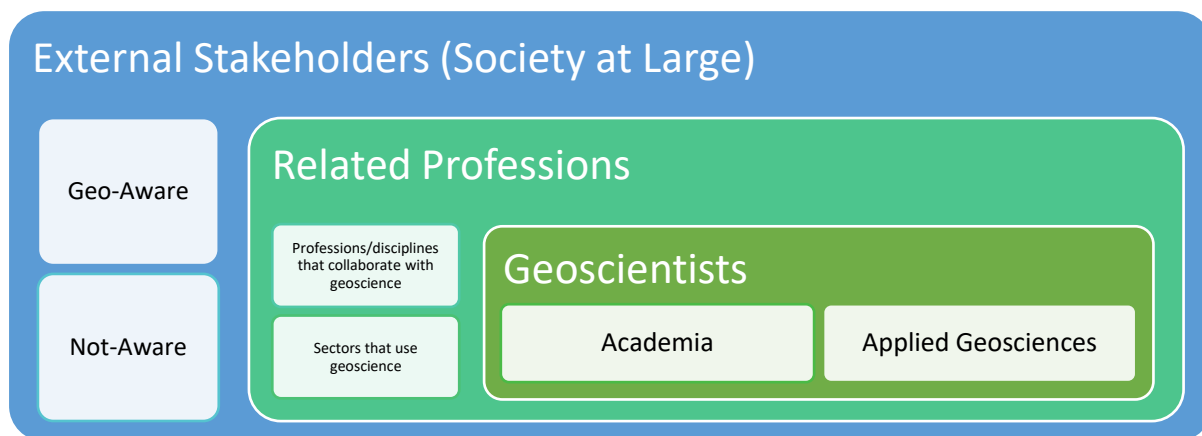 External Stakeholders (Society at Large)
Geo-Aware
Not-Aware
Related Professions
Professions/disciplines
that collaborate with
geoscience
Sectors that use
geoscience
Geoscientists
Academia
Applied Geosciences